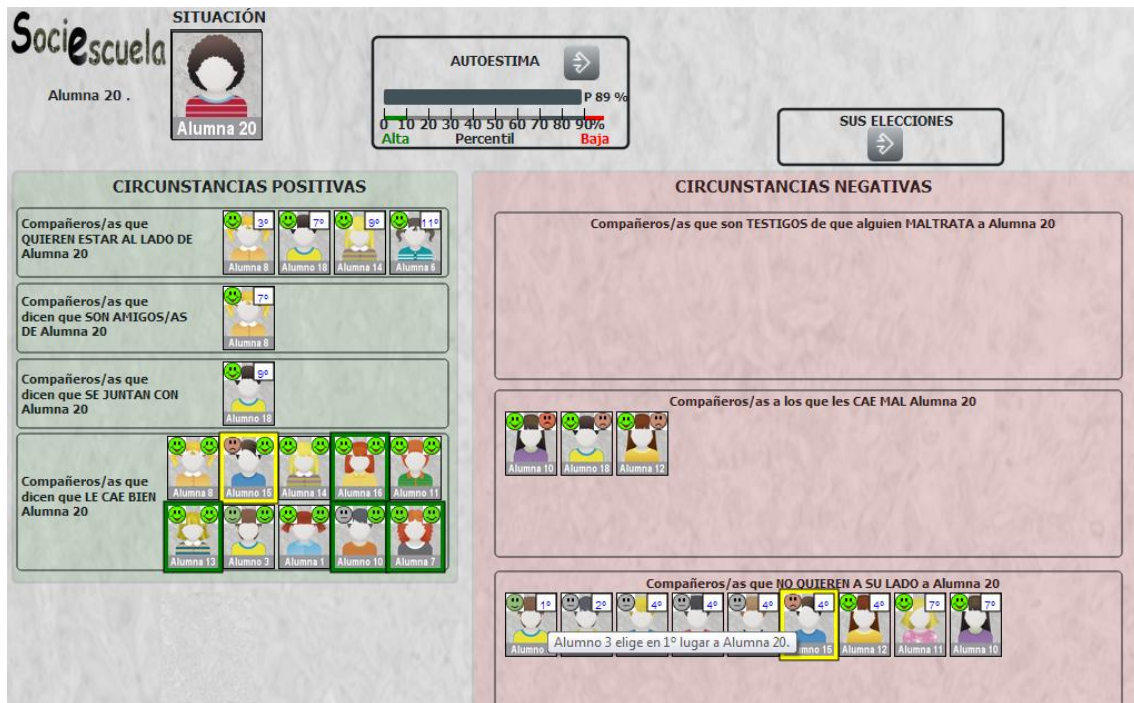 SociEscuela
SITUACIÓN
Alumna 20 .
Alumna 20
AUTOESTIMA
P 89 %
0 10 20 30 40 50 60 70 80 90%
Alta Percentil Baja
SUS ELECCIONES
CIRCUNSTANCIAS POSITIVAS
Compañeros/as que
QUIEREN ESTAR AL LADO DE
Alumna 20
3º 7º 9º 11º
Alumna 8 Alumno 18 Alumna 14 Alumna 6
Compañeros/as que
dicen que SON AMIGOS/AS
DE Alumna 20
7º
Alumna 8
Compañeros/as que
dicen que SE JUNTAN CON
Alumna 20
9º
Alumno 18
Compañeros/as que
dicen que LE CAE BIEN
Alumna 20
Alumna 8 Alumno 15 Alumna 14 Alumna 16 Alumno 11
Alumna 13 Alumno 3 Alumna 1 Alumno 10 Alumna 7
CIRCUNSTANCIAS NEGATIVAS
Compañeros/as que son TESTIGOS de que alguien MALTRATA a Alumna 20
Compañeros/as a los que les CAE MAL Alumna 20
Alumna 10 Alumno 18 Alumna 12
Compañeros/as que NO QUIEREN A SU LADO a Alumna 20
1º 2º 4º 4º 4º 4º 4º 7º 7º
Alumno mno 15 Alumna 12 Alumna 11 Alumna 10
Alumno 3 elige en 1º lugar a Alumna 20.